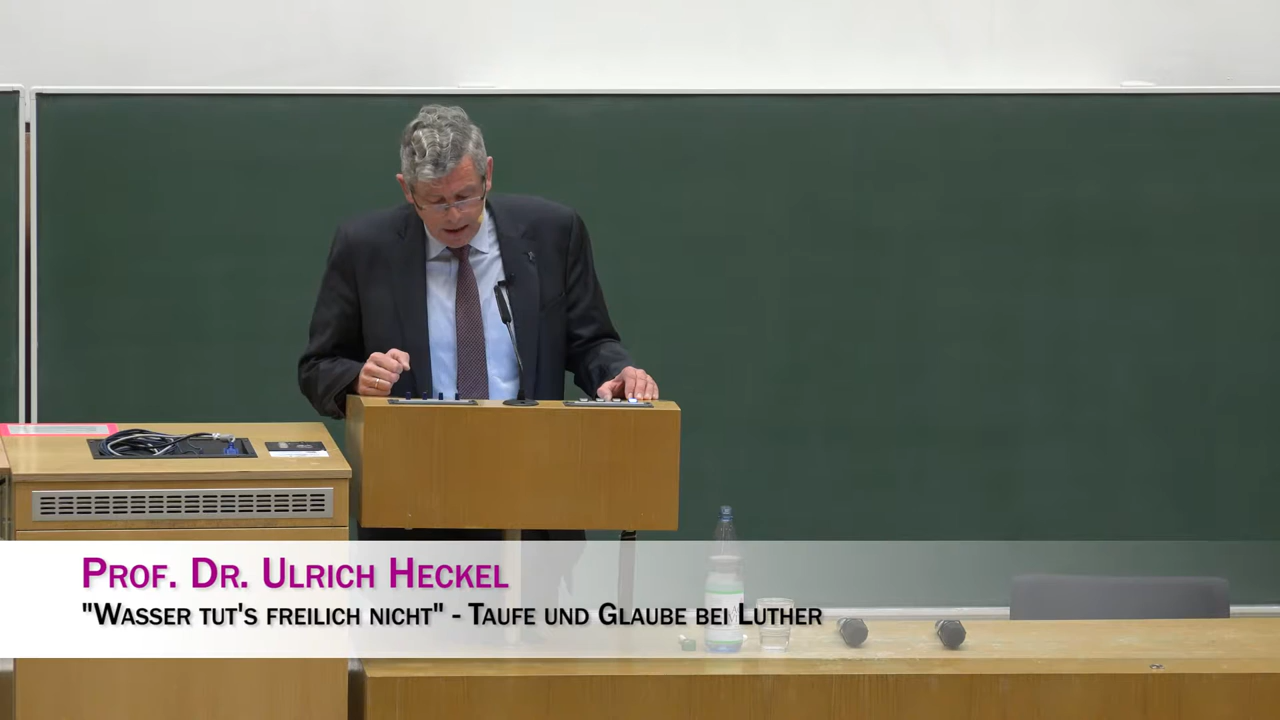 Prof. Dr. Ulrich Heckel
"Wasser tut's freilich nicht" - Taufe und Glaube bei Luther